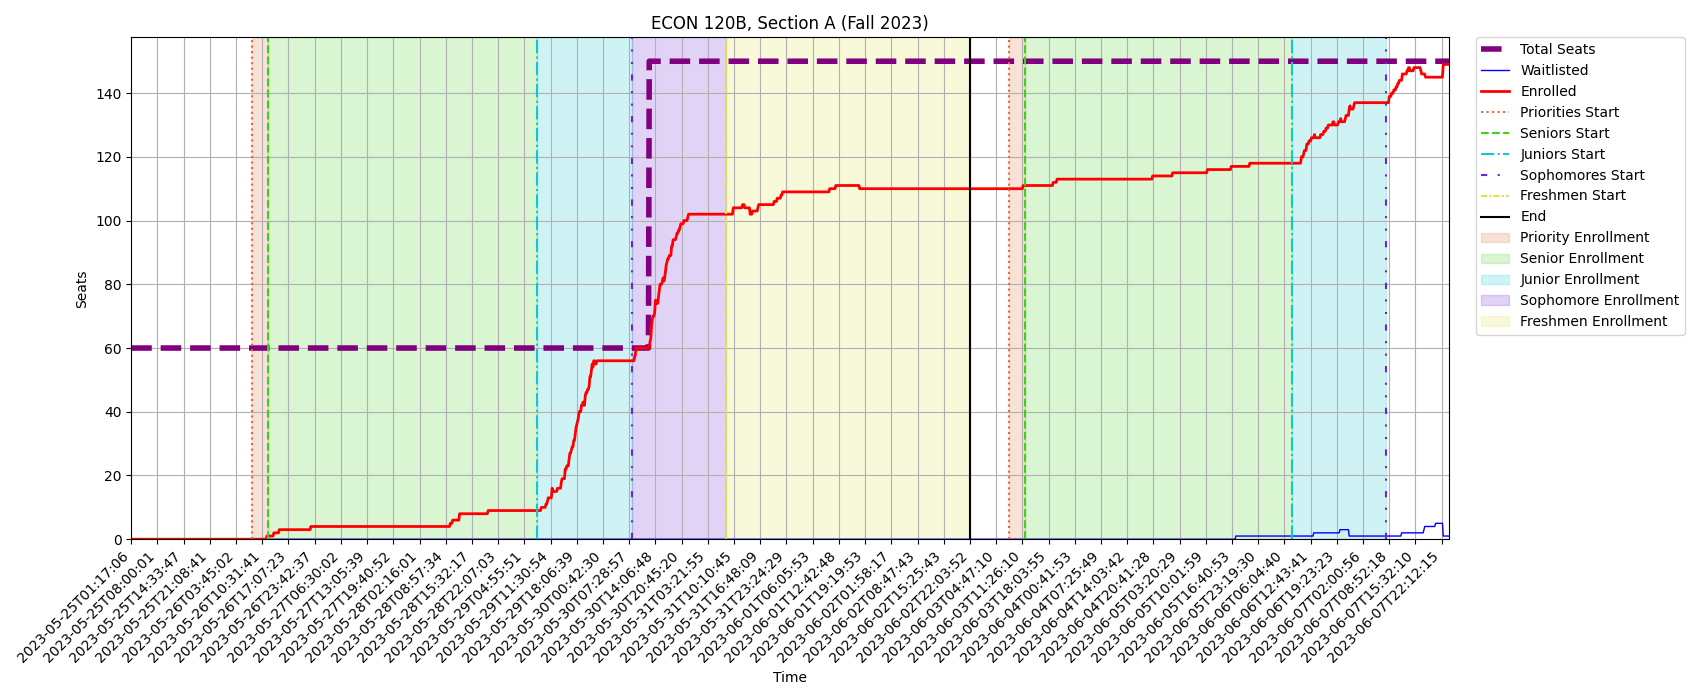 ECON 120B, Section A (Fall 2023)
Seats
140
120
100
80
60
40
20
0
2023-05-25T01:17:06
2023-05-25T08:00:01
2023-05-25T14:33:47
2023-05-25T21:08:41
2023-05-26T03:45:02
2023-05-26T10:31:41
2023-05-26T17:07:23
2023-05-26T23:42:37
2023-05-27T06:30:02
2023-05-27T13:05:39
2023-05-27T19:40:52
2023-05-28T02:16:01
2023-05-28T08:57:34
2023-05-28T15:32:17
2023-05-28T22:07:03
2023-05-29T04:55:51
2023-05-29T11:30:54
2023-05-29T18:06:39
2023-05-30T00:42:30
2023-05-30T07:28:57
2023-05-30T14:06:48
2023-05-30T20:45:20
2023-05-31T03:21:55
2023-05-31T10:10:45
2023-05-31T16:48:09
2023-05-31T23:24:29
2023-06-01T06:05:53
2023-06-01T12:42:48
2023-06-01T19:19:53
2023-06-02T01:58:17
2023-06-02T08:47:43
2023-06-02T15:25:43
2023-06-02T22:03:52
2023-06-03T04:47:10
2023-06-03T11:26:10
2023-06-03T18:03:55
2023-06-04T00:41:53
2023-06-04T07:25:49
2023-06-04T14:03:42
2023-06-04T20:41:28
2023-06-05T03:20:29
2023-06-05T10:01:59
2023-06-05T16:40:53
2023-06-05T23:19:30
2023-06-06T06:04:40
2023-06-06T12:43:41
2023-06-06T19:23:23
2023-06-07T02:00:56
2023-06-07T08:52:18
2023-06-07T15:32:10
2023-06-07T22:12:15
Time
Total Seats
Waitlisted
Enrolled
Priorities Start
Seniors Start
Juniors Start
Sophomores Start
Freshmen Start
End
Priority Enrollment
Senior Enrollment
Junior Enrollment
Sophomore Enrollment
Freshmen Enrollment